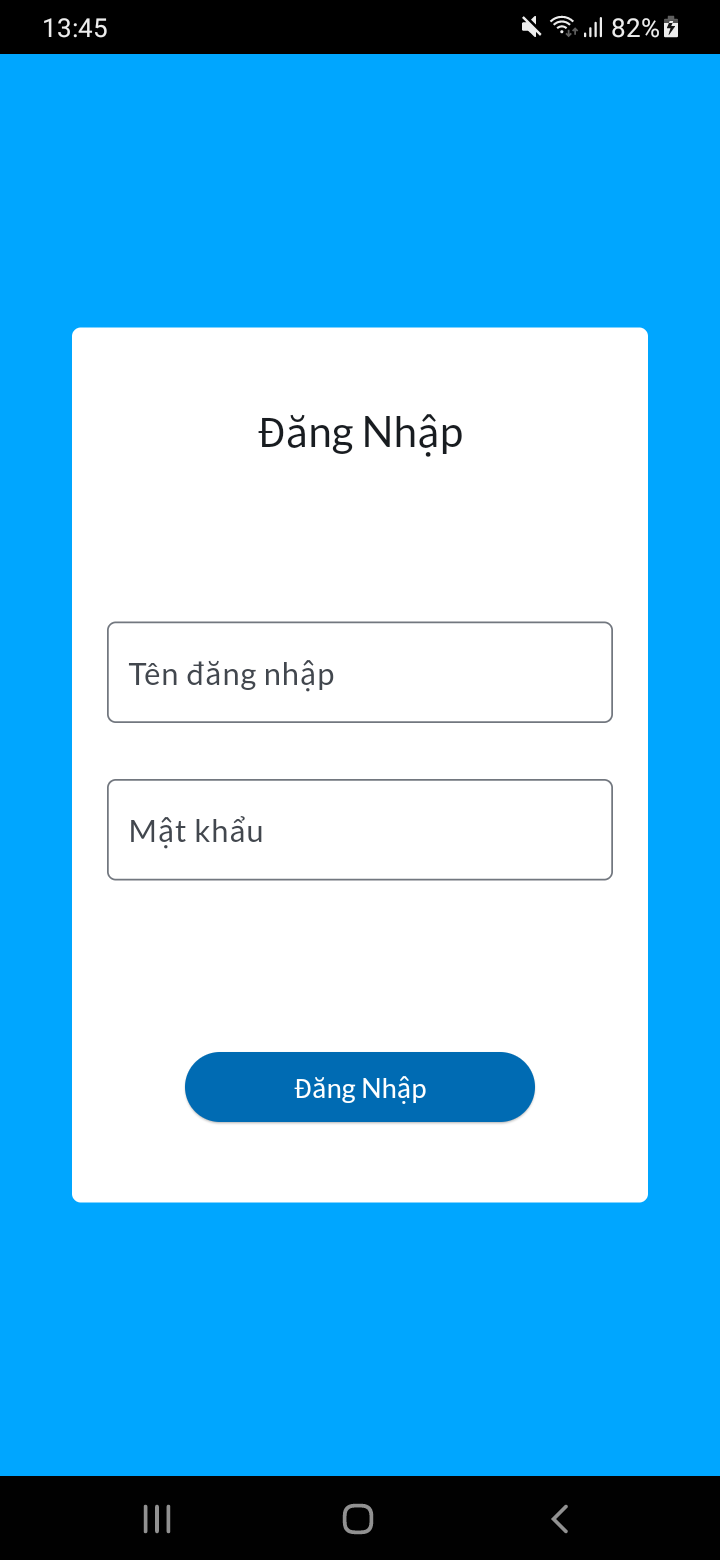 13:45 82%
Đăng Nhập
Tên đăng nhập
Mật khẩu
Đăng Nhập